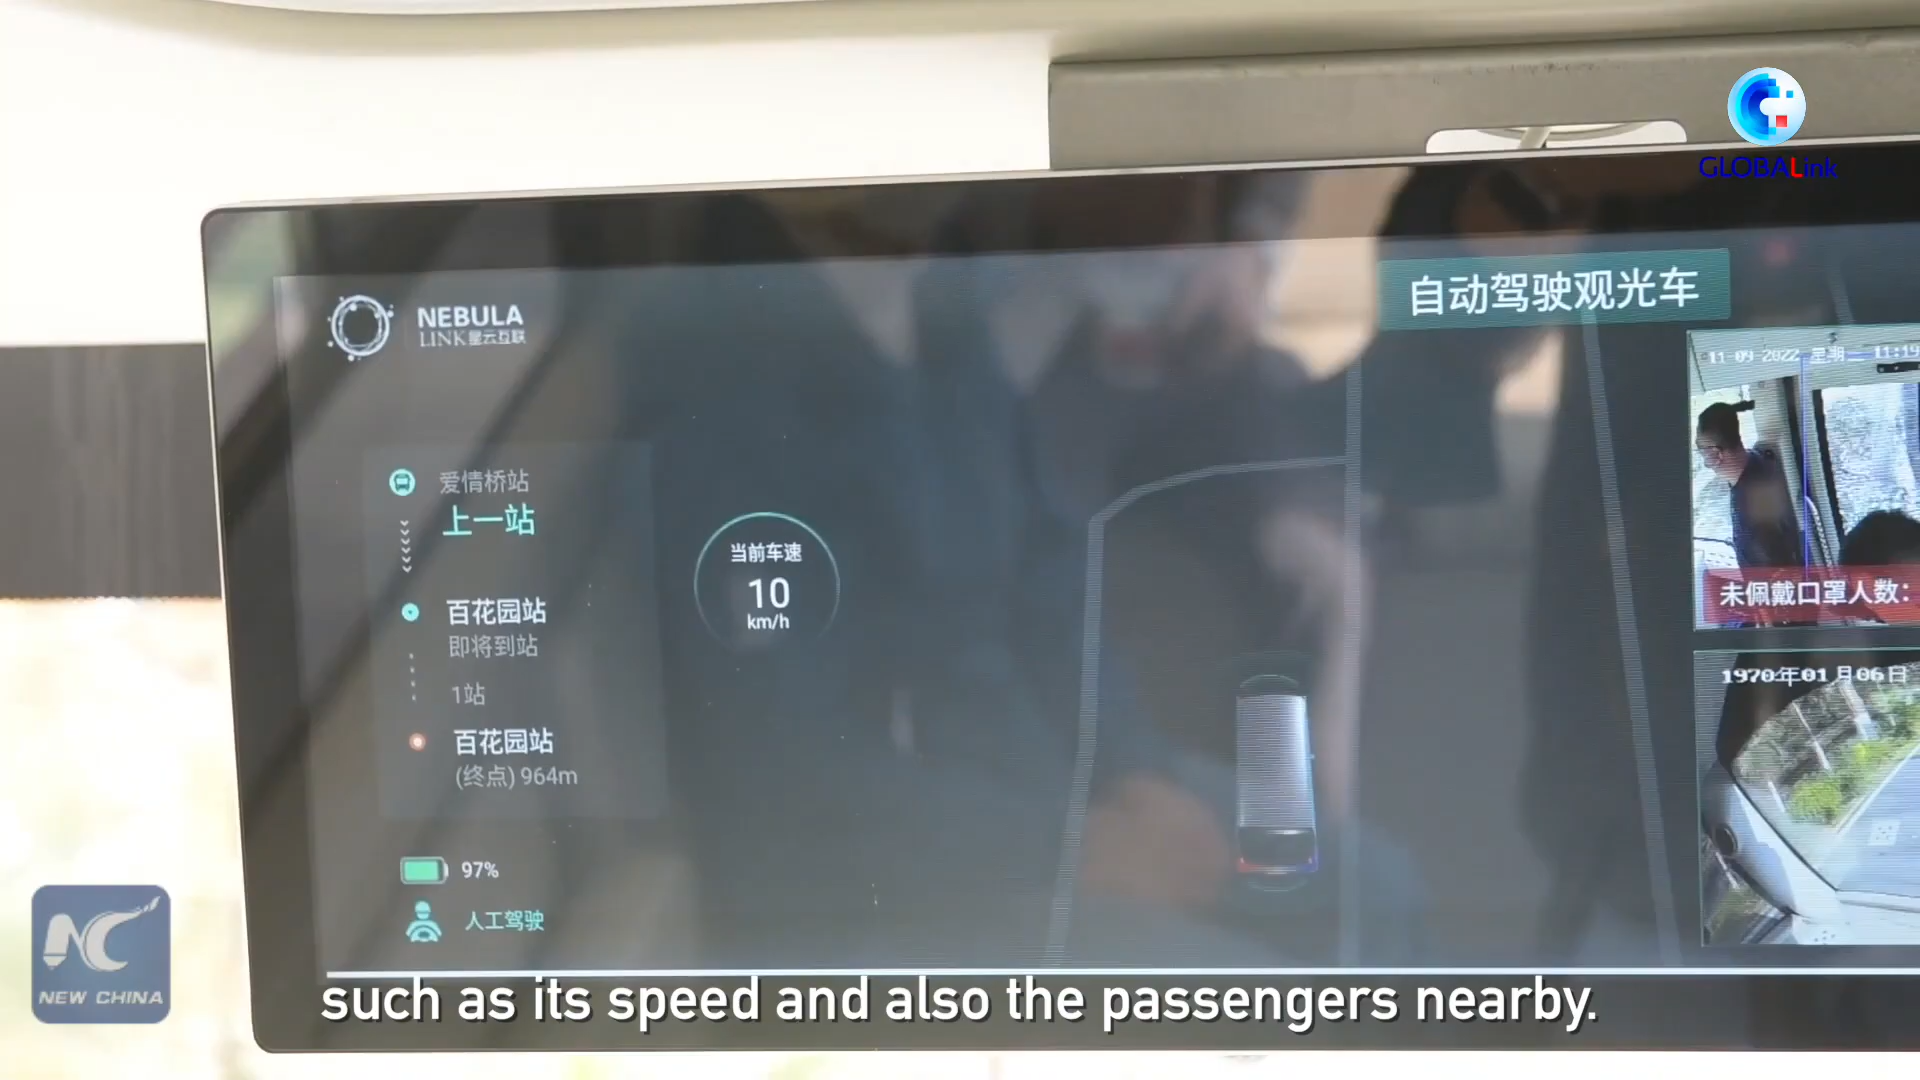 GLOBALink
自动驾驶观光车
NEBULA
LINK星云互联
11-09-2022 星期二 11:19
爱情桥站
上一站
当前车速
10
km/h
未佩戴口罩人数:
百花园站
即将到站
1站
1970年01月06日
百花园站
(终点) 964m
97%
人工驾驶
NEW CHINA
such as its speed and also the passengers nearby.